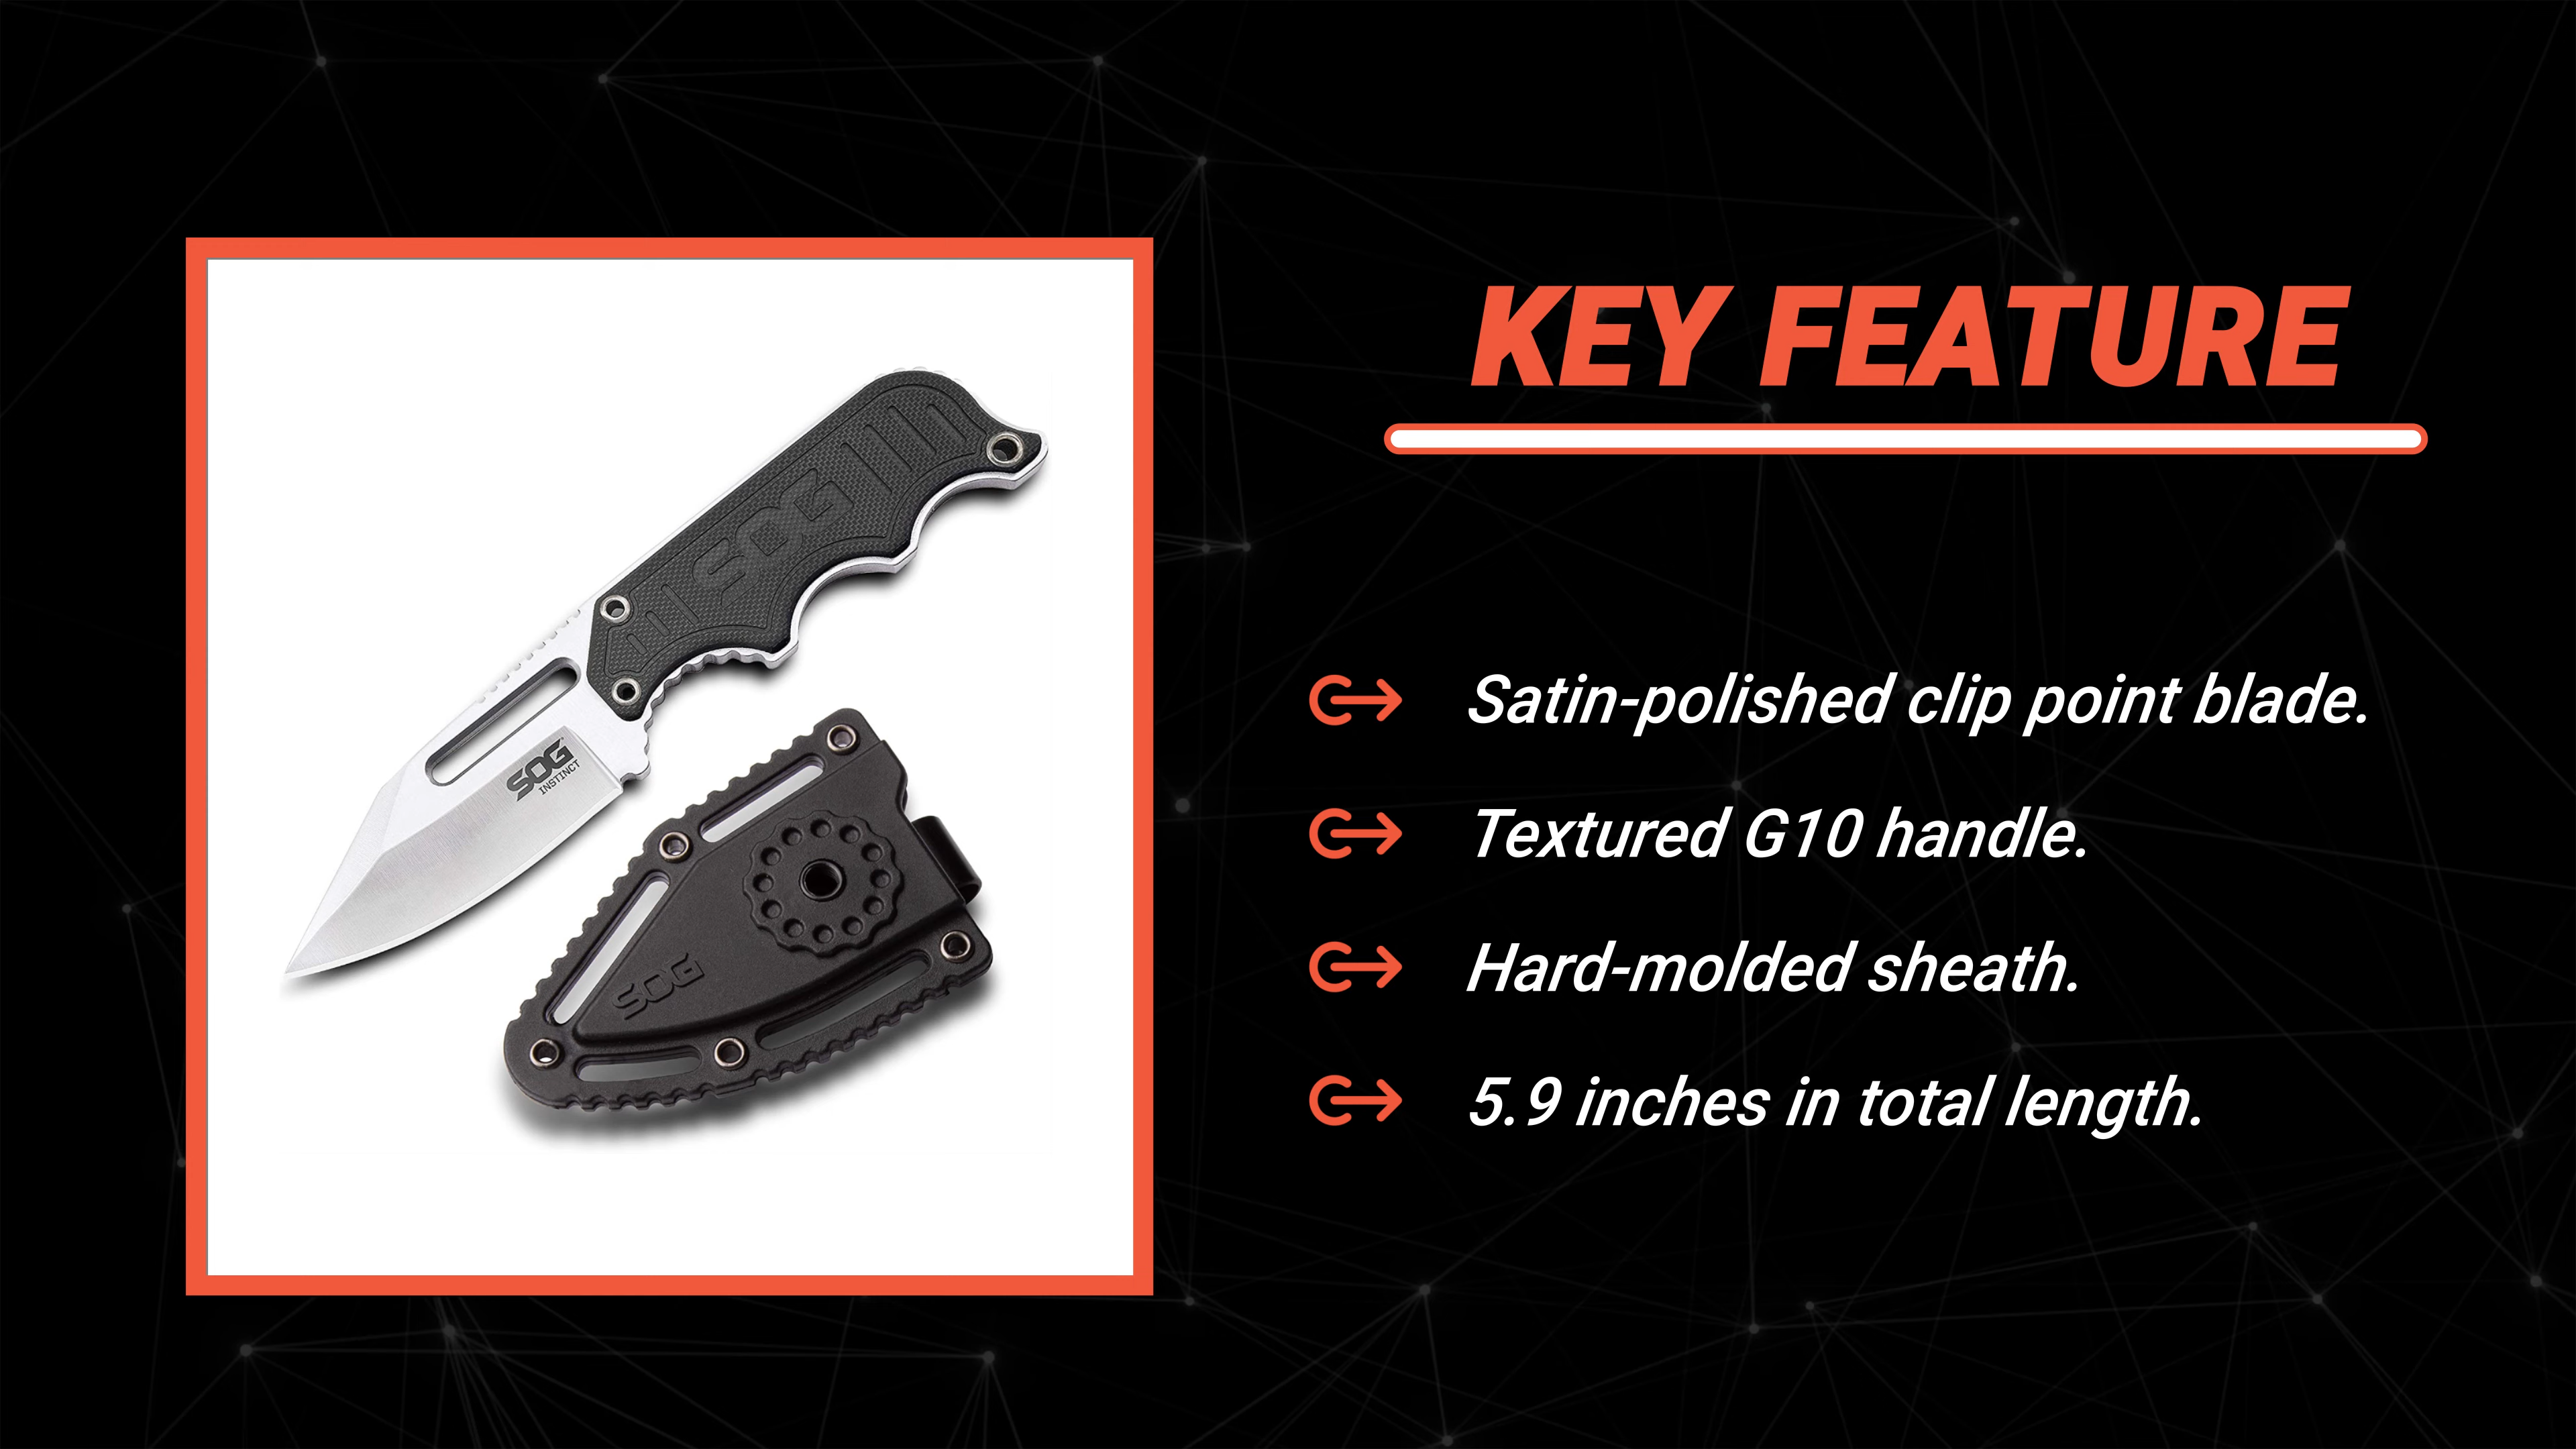 KEY FEATURE
SOG
SOG
INSTINCT
SOG
Satin-polished clip point blade.
Textured G10 handle.
Hard-molded sheath.
5.9 inches in total length.